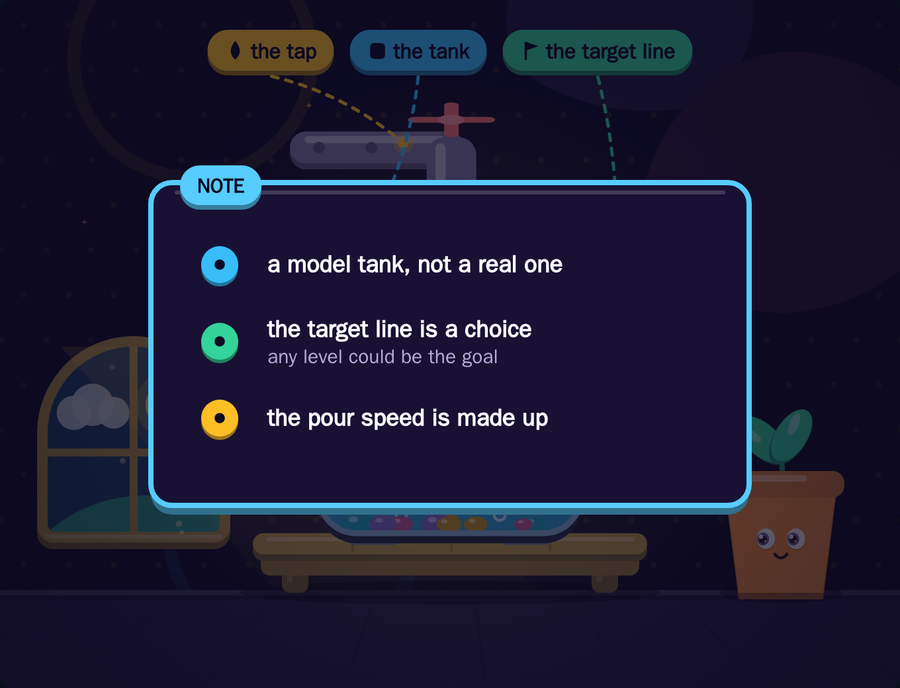 the tap
the tank
the target line
NOTE
a model tank, not a real one
the target line is a choice
any level could be the goal
the pour speed is made up